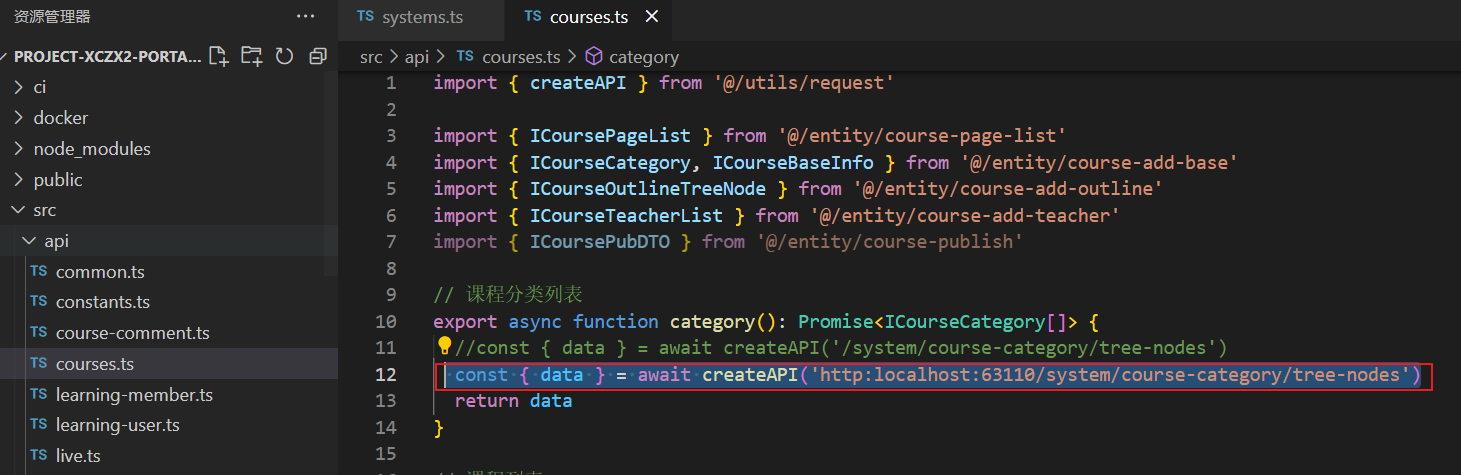 资源管理器
···
PROJECT-XCZX2-PORTA...
ci
docker
node_modules
public
src
api
TS common.ts
TS constants.ts
TS course-comment.ts
TS courses.ts
TS learning-member.ts
TS learning-user.ts
TS live.ts
TS systems.ts
TS courses.ts
src > api > TS courses.ts > category
1 import { createAPI } from '@/utils/request'
2
3 import { ICoursePageList } from '@/entity/course-page-list'
4 import { ICourseCategory, ICourseBaseInfo } from '@/entity/course-add-base'
5 import { ICourseOutlineTreeNode } from '@/entity/course-add-outline'
6 import { ICourseTeacherList } from '@/entity/course-add-teacher'
7 import { ICoursePubDTO } from '@/entity/course-publish'
8
9 // 课程分类列表
10 export async function category(): Promise<ICourseCategory[]> {
11 //const { data } = await createAPI('/system/course-category/tree-nodes')
12 const { data } = await createAPI('http:localhost:63110/system/course-category/tree-nodes')
13 return data
14 }
15